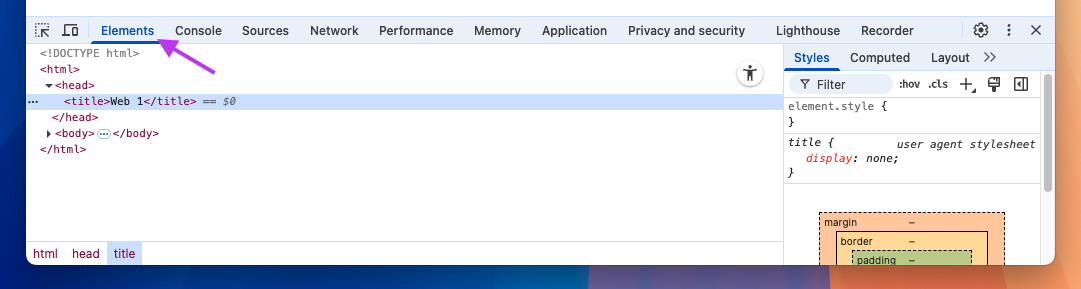 Elements Console Sources Network Performance Memory Application Privacy and security Lighthouse Recorder
<!DOCTYPE html>
<html>
<head>
<title>Web 1</title> == $0
</head>
<body> </body>
</html>
html head title
Styles Computed Layout
Filter :hov .cls
element.style {
}
title { user agent stylesheet
display: none;
}
margin –
border –
padding –